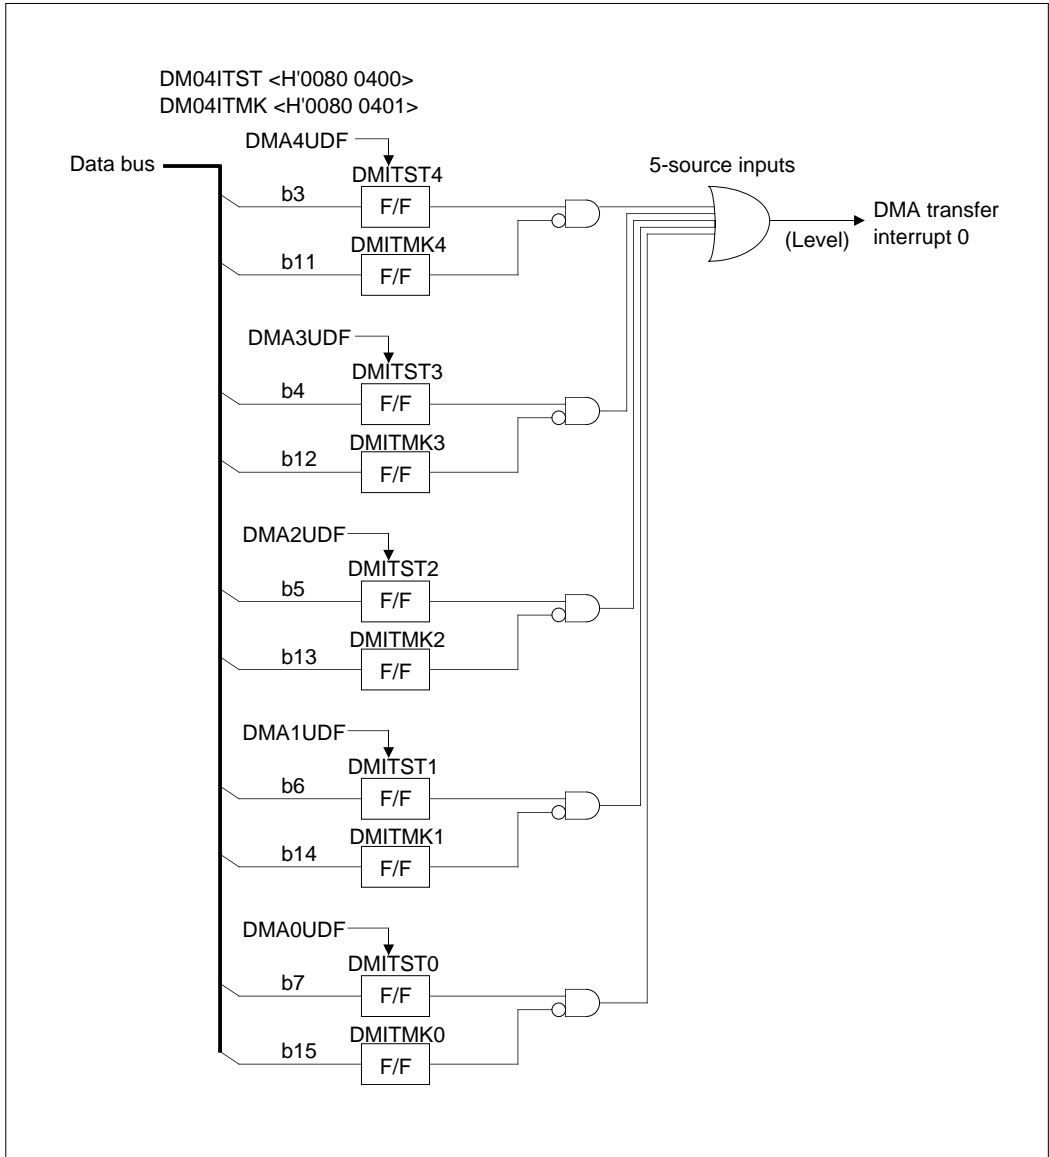 DM04ITST <H'0080 0400>
DM04ITMK <H'0080 0401>
DMA4UDF
Data bus
DMITST4
5-source inputs
b3
F/F
DMA transfer
interrupt 0
(Level)
DMITMK4
b11
F/F
DMA3UDF
DMITST3
b4
F/F
DMITMK3
b12
F/F
DMA2UDF
DMITST2
b5
F/F
DMITMK2
b13
F/F
DMA1UDF
DMITST1
b6
F/F
DMITMK1
b14
F/F
DMA0UDF
DMITST0
b7
F/F
DMITMK0
b15
F/F